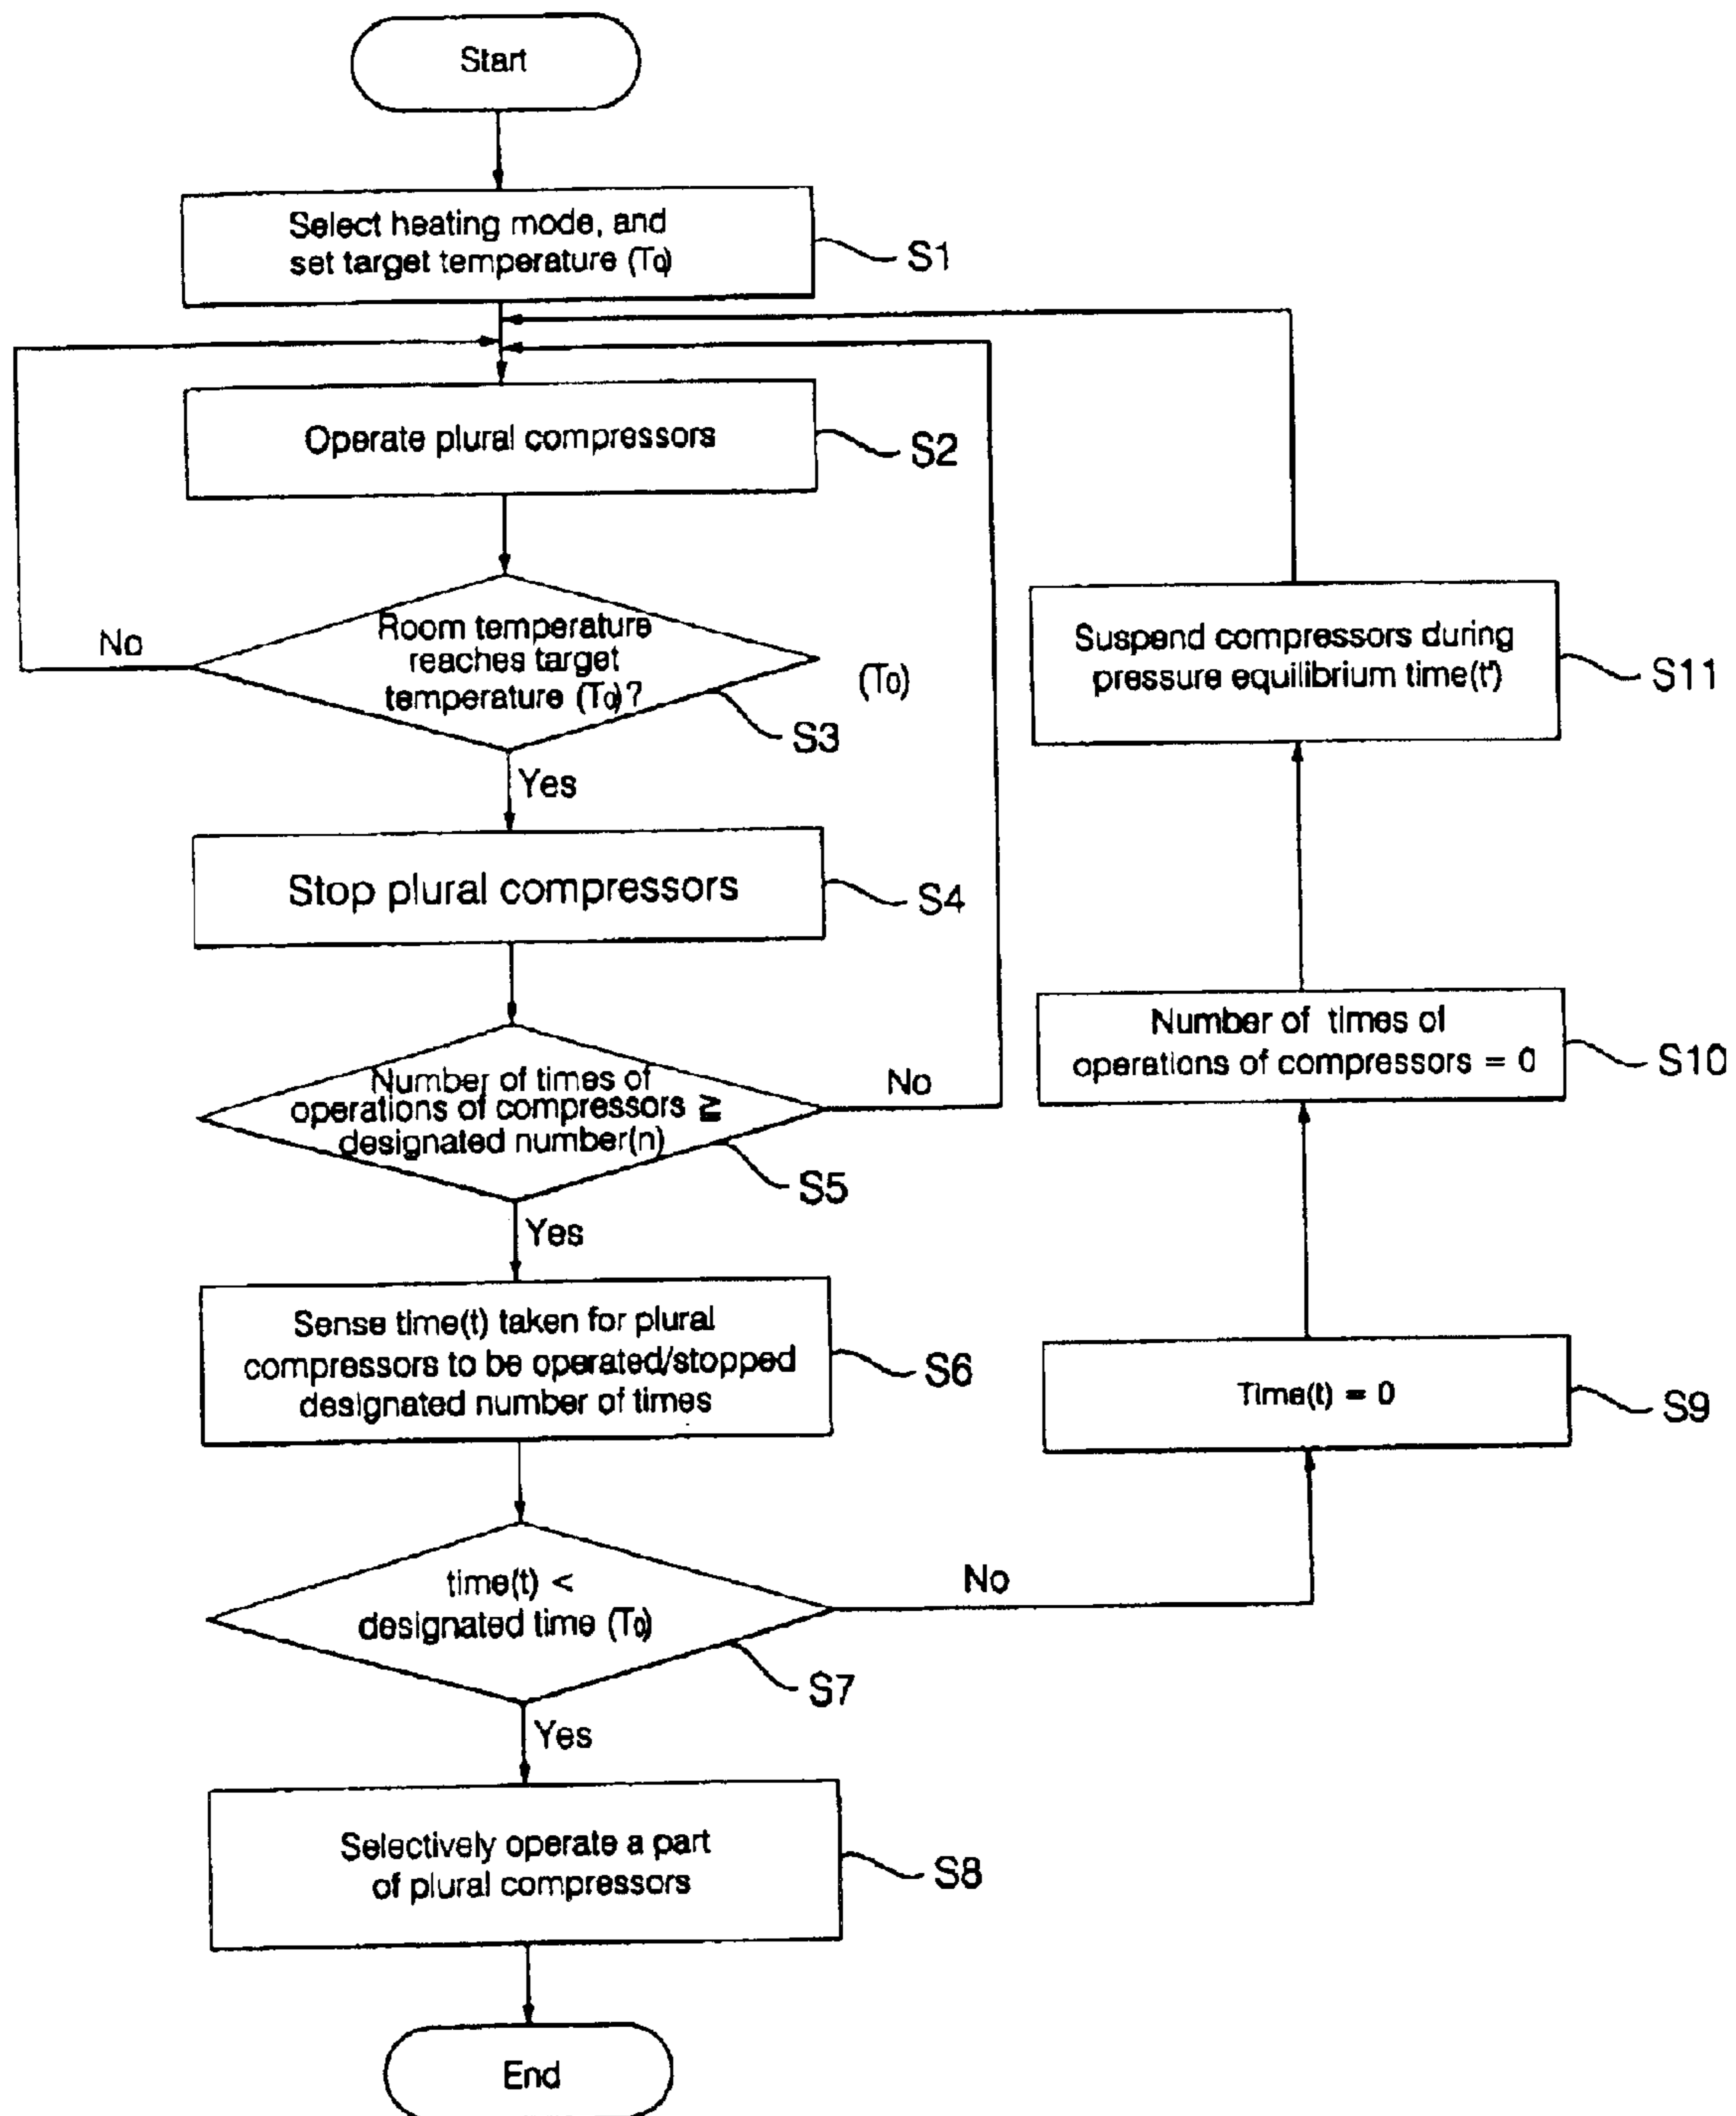 Start
Select heating mode, and
set target temperature (T₀)
S1
Operate plural compressors
S2
Room temperature
reaches target
temperature (T₀)?
No
(T₀)
S3
Yes
Stop plural compressors
S4
Number of times of
operations of compressors ≧
designated number(n)
No
S5
Yes
Sense time(t) taken for plural
compressors to be operated/stopped
designated number of times
S6
time(t) <
designated time (T₀)
No
S7
Yes
Selectively operate a part
of plural compressors
S8
End
Time(t) = 0
S9
Number of times of
operations of compressors = 0
S10
Suspend compressors during
pressure equilibrium time(t')
S11